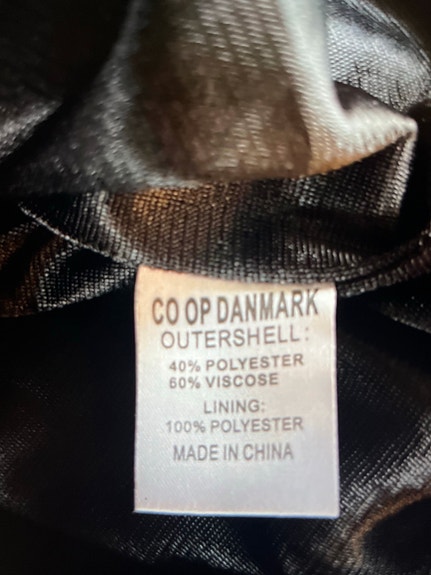 CO OP DANMARK
OUTERSHELL:
40% POLYESTER
60% VISCOSE
LINING:
100% POLYESTER
MADE IN CHINA